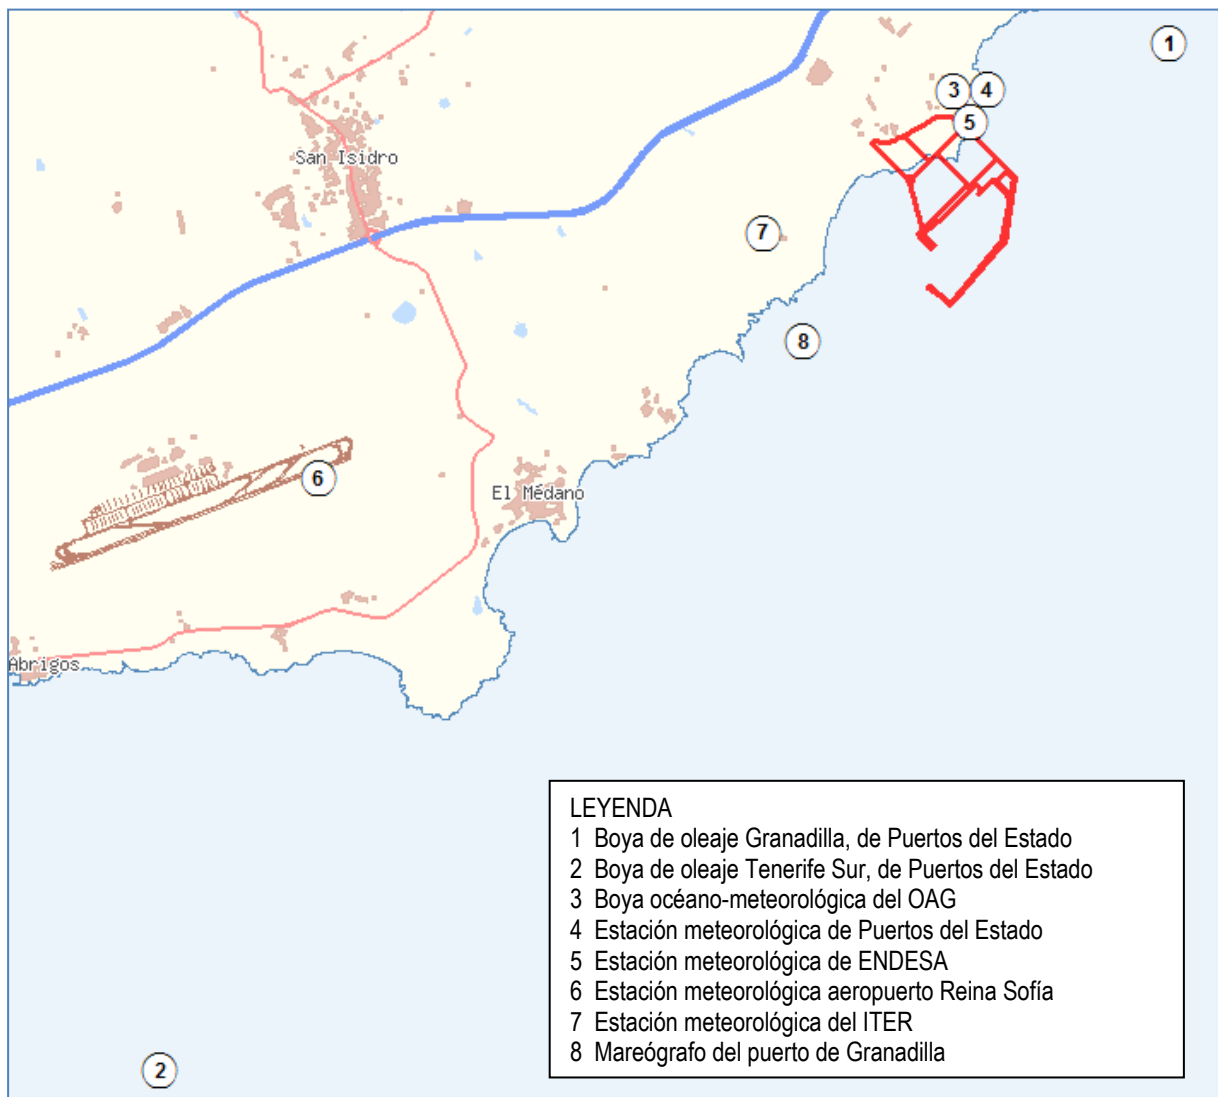 1
3
4
5
San Isidro
7
8
6
El Médano
Abrigos
LEYENDA
1 Boya de oleaje Granadilla, de Puertos del Estado
2 Boya de oleaje Tenerife Sur, de Puertos del Estado
3 Boya océano-meteorológica del OAG
4 Estación meteorológica de Puertos del Estado
5 Estación meteorológica de ENDESA
6 Estación meteorológica aeropuerto Reina Sofía
7 Estación meteorológica del ITER
8 Mareógrafo del puerto de Granadilla
2